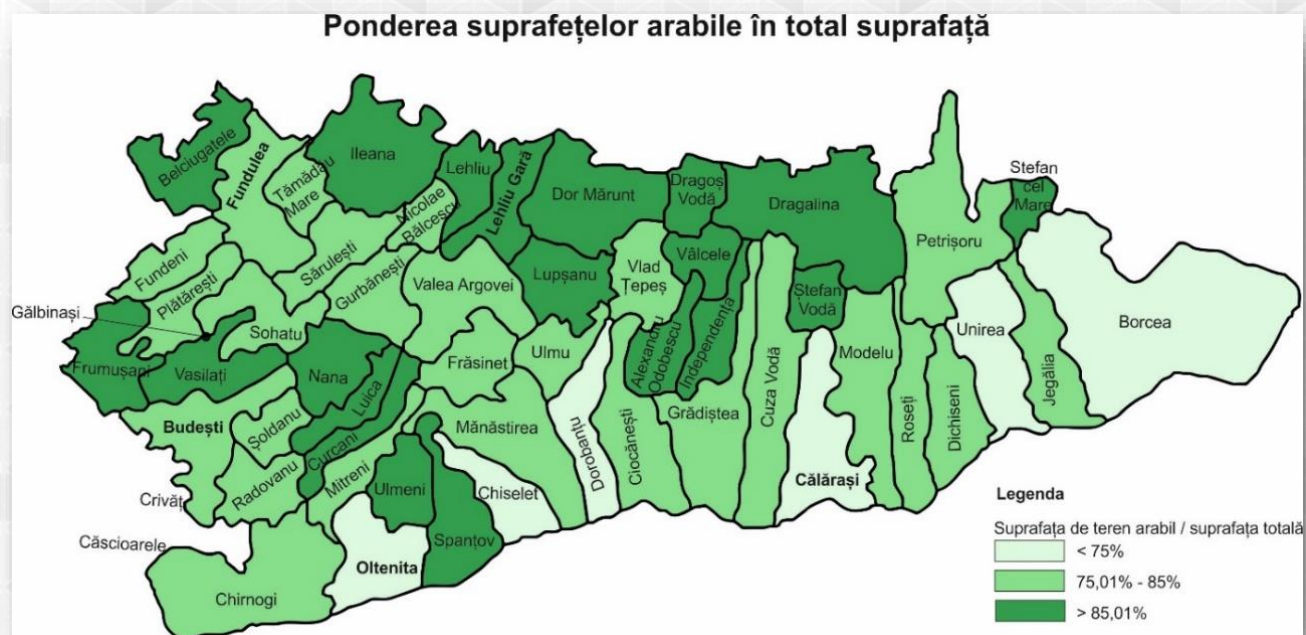 Ponderea suprafețelor arabile în total suprafață
Belciugatele
Fundulea
Tămădău
Mare
Ileana
Lehliu
Lehliu Gară
Nicolae
Bălcescu
Dor Mărunt
Dragoș
Vodă
Dragalina
Ștefan
cel
Mare
Petrișoru
Fundeni
Plătărești
Sărulești
Gurbănești
Valea Argovei
Lupșanu
Vlad
Țepeș
Vâlcele
Ștefan
Vodă
Gălbinași
Sohatu
Unirea
Borcea
Frumușani
Vasilați
Nana
Luica
Frăsinet
Ulmu
Alexandru
Odobescu
Independența
Cuza Vodă
Modelu
Jegălia
Budești
Șoldanu
Curcani
Mănăstirea
Dorobanțu
Ciocănești
Grădiștea
Roseți
Dichiseni
Radovanu
Mitreni
Ulmeni
Chiselet
Călărași
Crivăț
Căscioarele
Spanțov
Oltenita
Chirnogi
Legenda
Suprafața de teren arabil / suprafața totală
< 75%
75,01% - 85%
> 85,01%